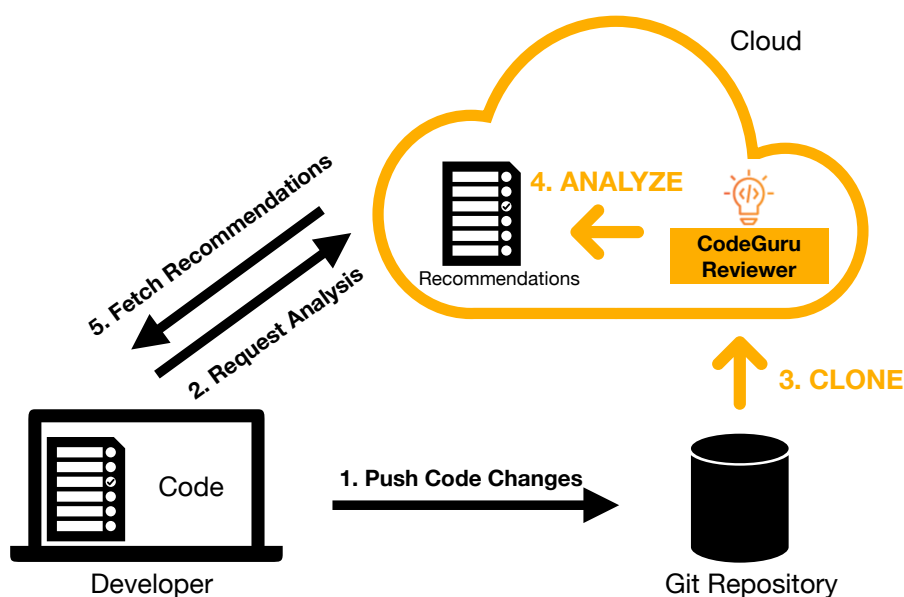 Cloud
4. ANALYZE
</>
CodeGuru
Reviewer
Recommendations
5. Fetch Recommendations
2. Request Analysis
3. CLONE
1. Push Code Changes
Code
Developer
Git Repository